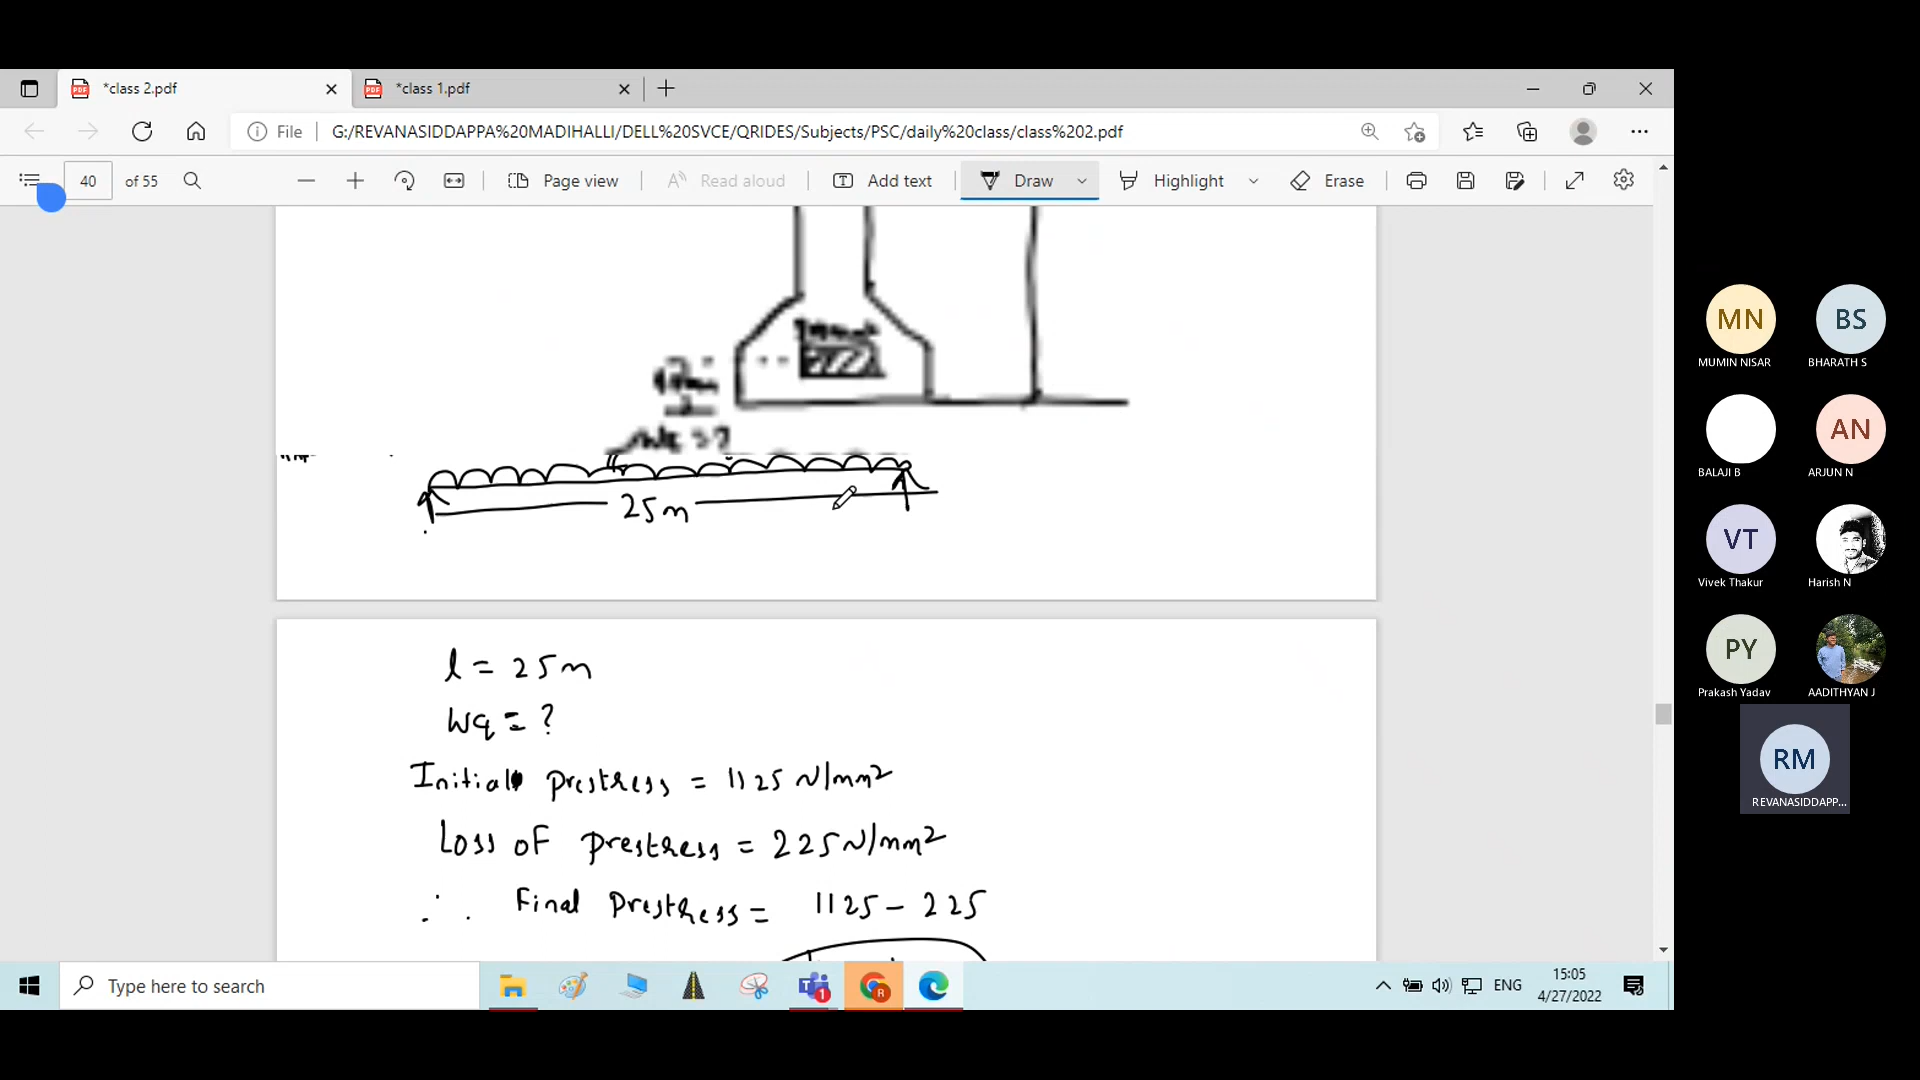 *class 2.pdf
*class 1.pdf
File G:/REVANASIDDAPPA%20MADIHALLI/DELL%20SVCE/QRIDES/Subjects/PSC/daily%20class/class%202.pdf
40 of 55 Page view Read aloud Add text Draw Highlight Erase
= ?
25m
l = 25m
Wq = ?
Initial prestress = 1125 N/mm2
Loss of prestress = 225 N/mm2
∴ Final Prestress = 1125 - 225
MN
MUMIN NISAR
BS
BHARATH S
BALAJI B
AN
ARJUN N
VT
Vivek Thakur
Harish N
PY
Prakash Yadav
AADITHYAN J
RM
REVANASIDDAPP...
Type here to search
1
R
ENG
15:05
4/27/2022